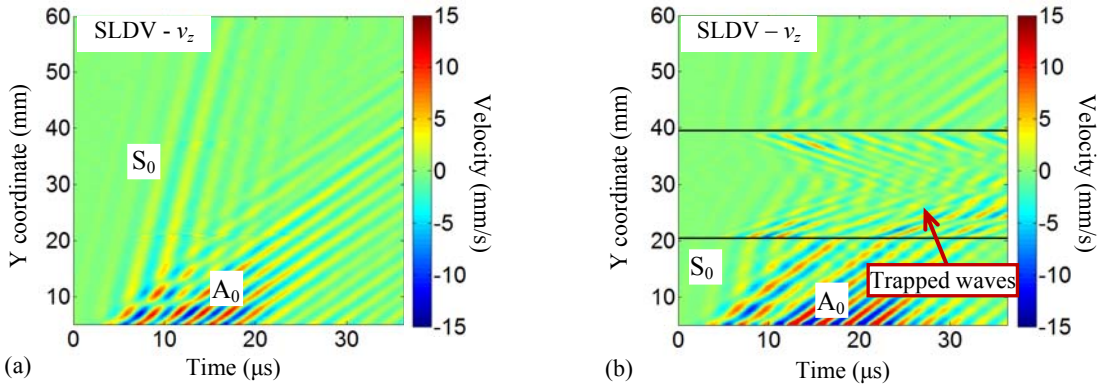 SLDV - v_z
S₀
A₀
60
50
40
30
20
10
Y coordinate (mm)
0
10
20
30
Time (μs)
15
10
5
0
-5
-10
-15
Velocity (mm/s)
(a)
SLDV – v_z
S₀
A₀
Trapped waves
60
50
40
30
20
10
Y coordinate (mm)
0
10
20
30
Time (μs)
15
10
5
0
-5
-10
-15
Velocity (mm/s)
(b)